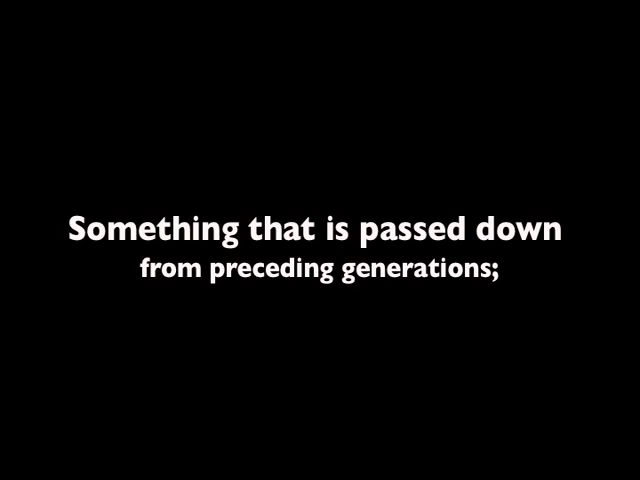 Something that is passed down
from preceding generations;